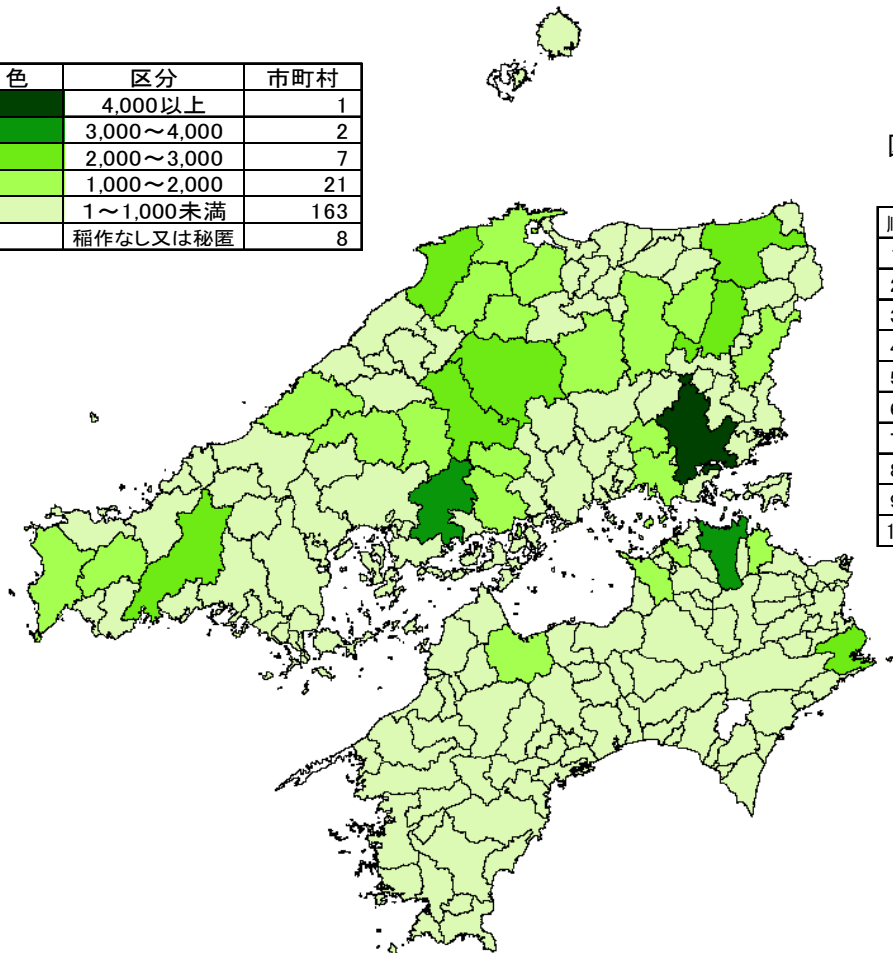 色 区分 市町村
4,000以上 1
3,000～4,000 2
2,000～3,000 7
1,000～2,000 21
1～1,000未満 163
稲作なし又は秘匿 8